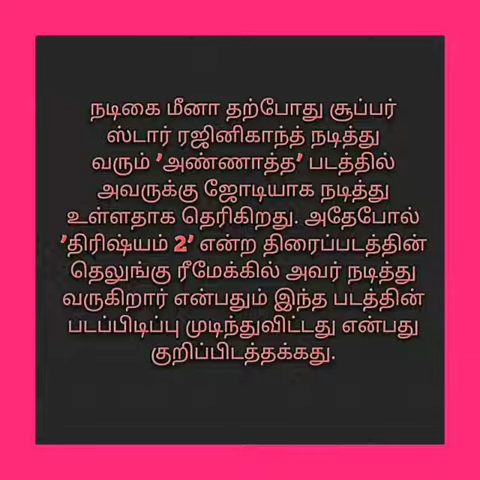 நடிகை மீனா தற்போது சூப்பர்
ஸ்டார் ரஜினிகாந்த் நடித்து
வரும் 'அண்ணாத்த' படத்தில்
அவருக்கு ஜோடியாக நடித்து
உள்ளதாக தெரிகிறது. அதேபோல்
'திரிஷ்யம் 2' என்ற திரைப்படத்தின்
தெலுங்கு ரீமேக்கில் அவர் நடித்து
வருகிறார் என்பதும் இந்த படத்தின்
படப்பிடிப்பு முடிந்துவிட்டது என்பது
குறிப்பிடத்தக்கது.